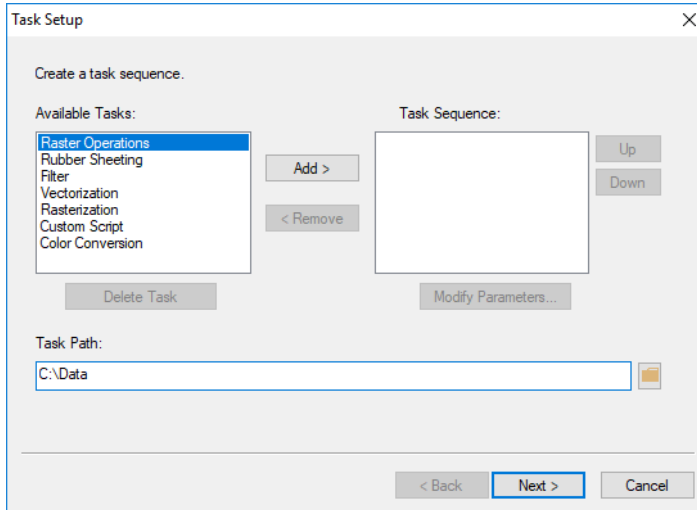 Task Setup
Create a task sequence.
Available Tasks:
Task Sequence:
Raster Operations
Rubber Sheeting
Filter
Vectorization
Rasterization
Custom Script
Color Conversion
Add >
< Remove
Up
Down
Delete Task
Modify Parameters...
Task Path:
C:\Data
< Back
Next >
Cancel